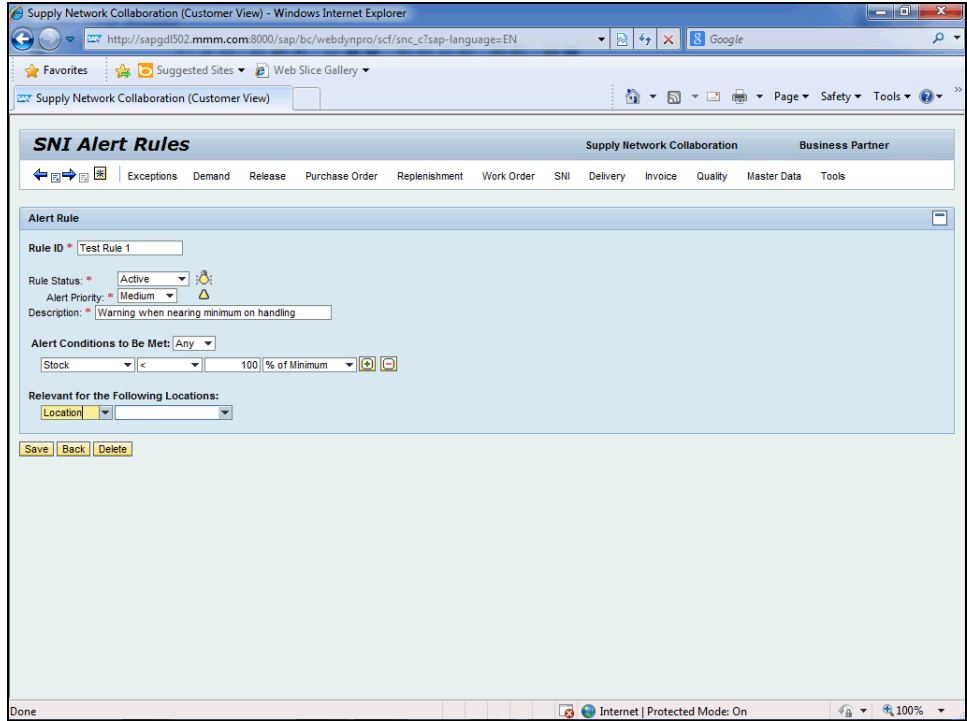 Supply Network Collaboration (Customer View) - Windows Internet Explorer
http://sapgdl502.mmm.com:8000/sap/bc/webdynpro/scf/snc_c?sap-language=EN
Google
Favorites Suggested Sites Web Slice Gallery
Supply Network Collaboration (Customer View) Page Safety Tools
SNI Alert Rules Supply Network Collaboration Business Partner
Exceptions Demand Release Purchase Order Replenishment Work Order SNI Delivery Invoice Quality Master Data Tools
Alert Rule
Rule ID * Test Rule 1
Rule Status: * Active
Alert Priority: * Medium
Description: * Warning when nearing minimum on handling
Alert Conditions to Be Met: Any
Stock < 100 % of Minimum
Relevant for the Following Locations:
Location
Save Back Delete
Done Internet | Protected Mode: On 100%